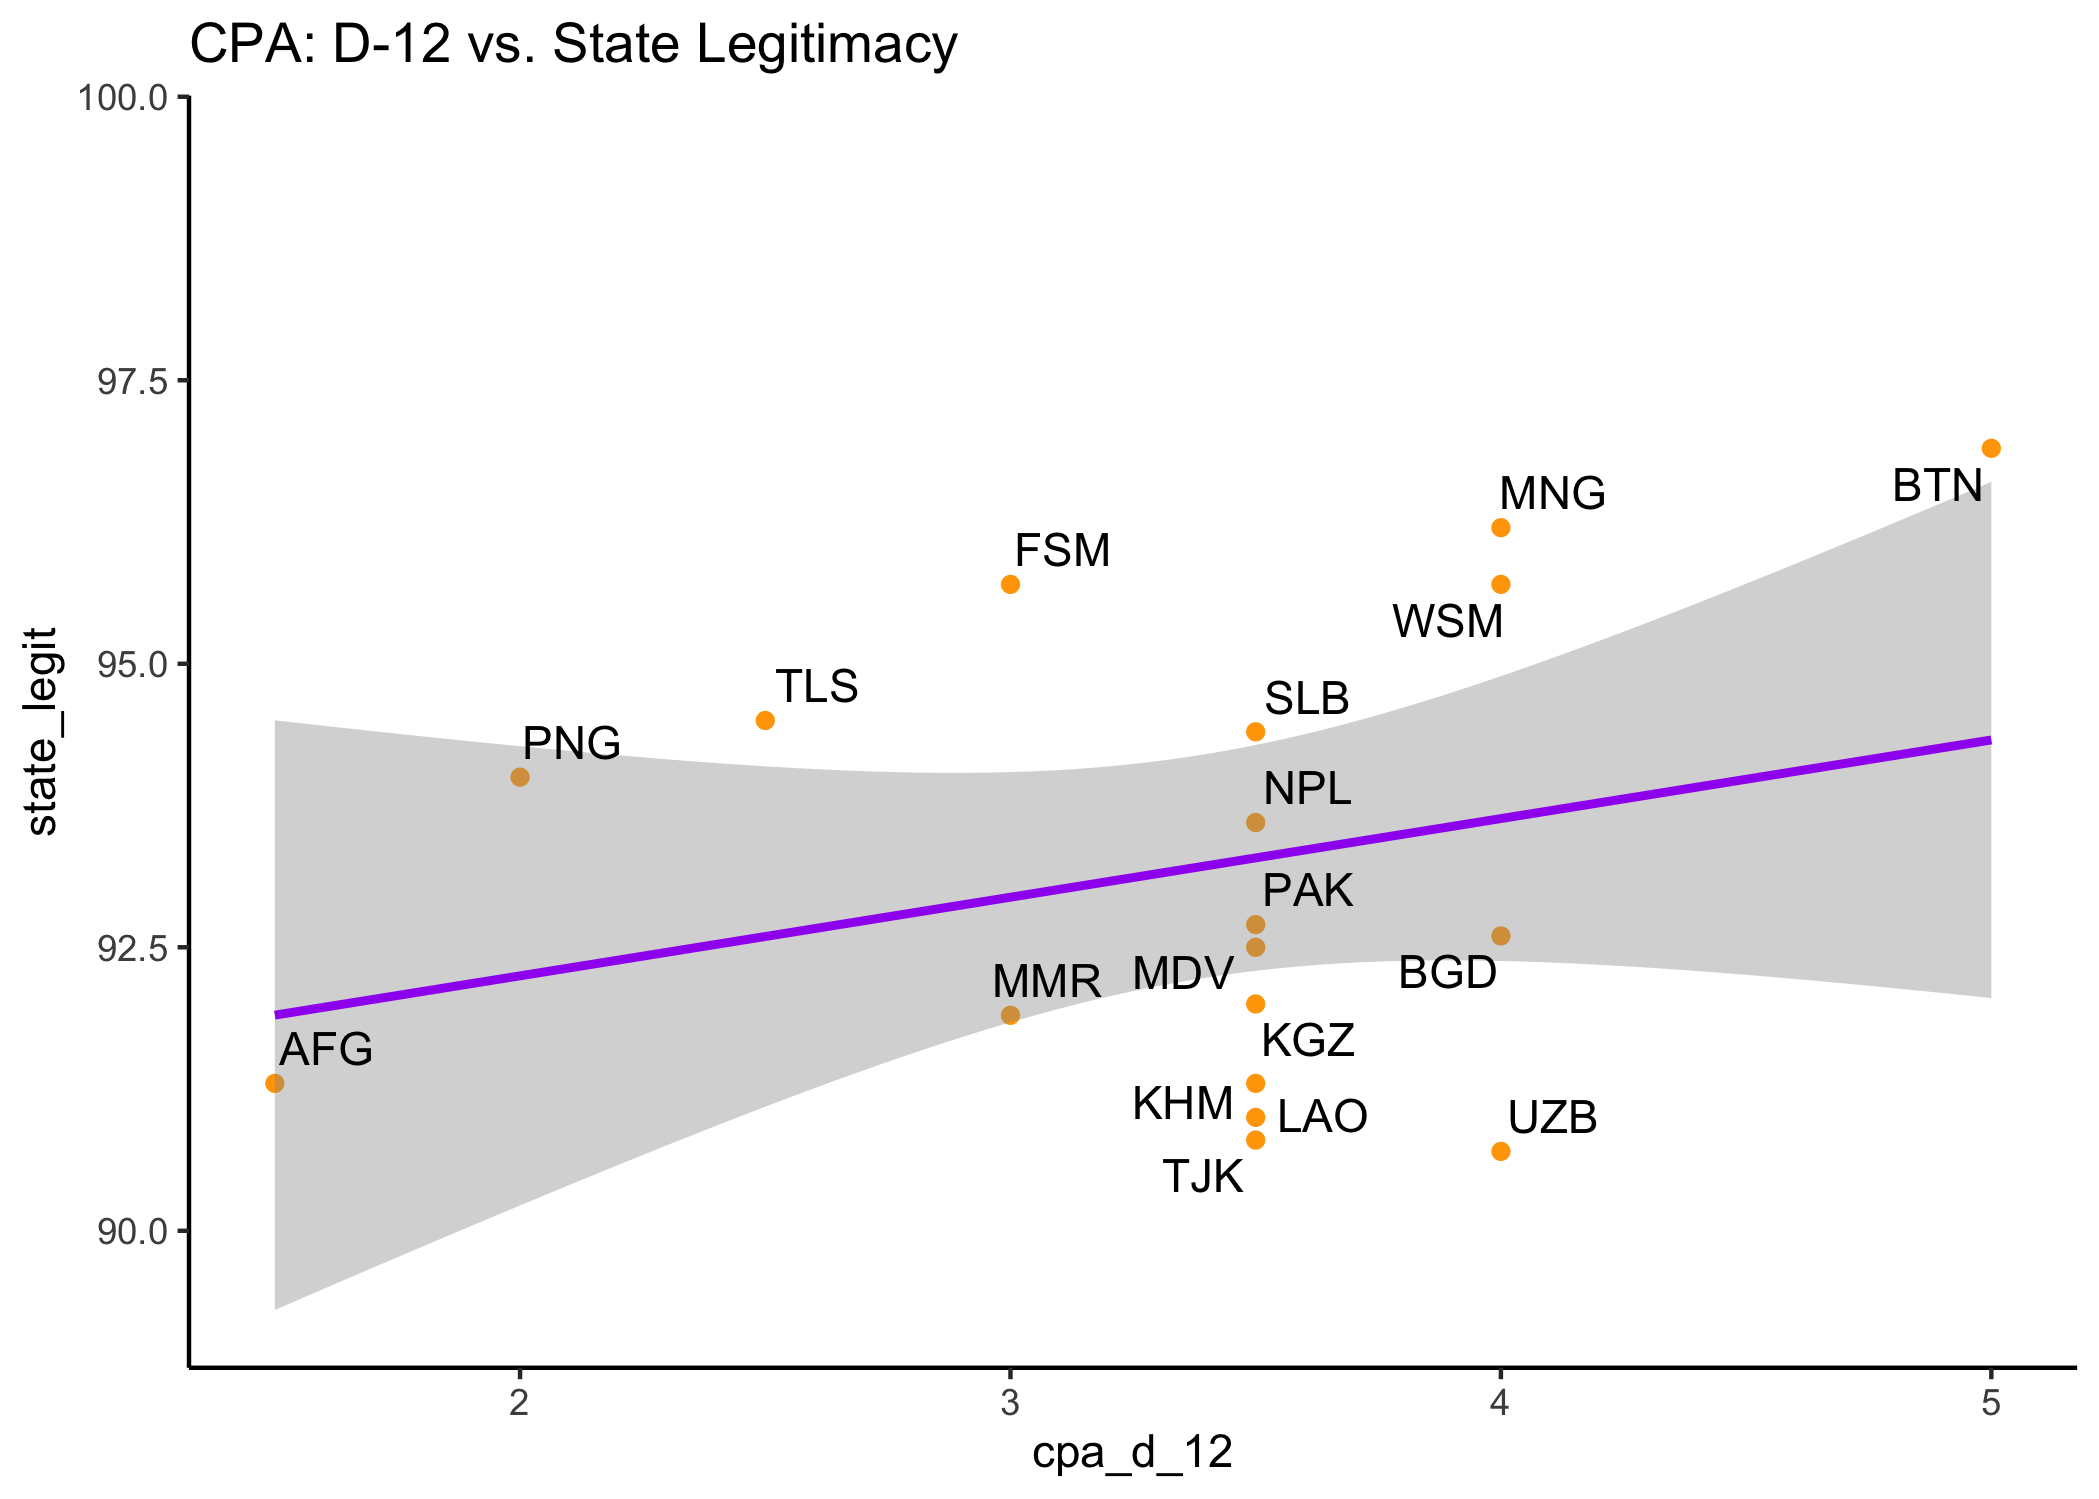 CPA: D-12 vs. State Legitimacy
100.0
97.5
95.0
92.5
90.0
state_legit
BTN
MNG
FSM
WSM
TLS
SLB
PNG
NPL
PAK
MDV
BGD
MMR
KGZ
AFG
KHM
LAO
UZB
TJK
2
3
4
5
cpa_d_12